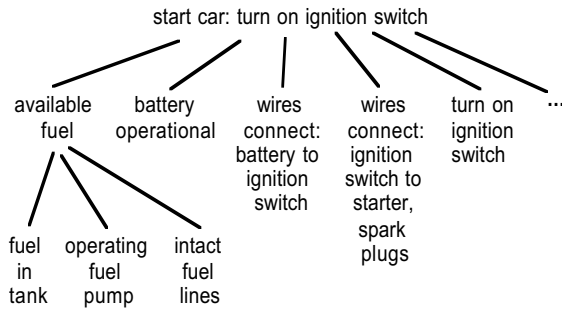 start car: turn on ignition switch
available
fuel
battery
operational
wires
connect:
battery to
ignition
switch
wires
connect:
ignition
switch to
starter,
spark
plugs
turn on
ignition
switch
...
fuel
in
tank
operating
fuel
pump
intact
fuel
lines